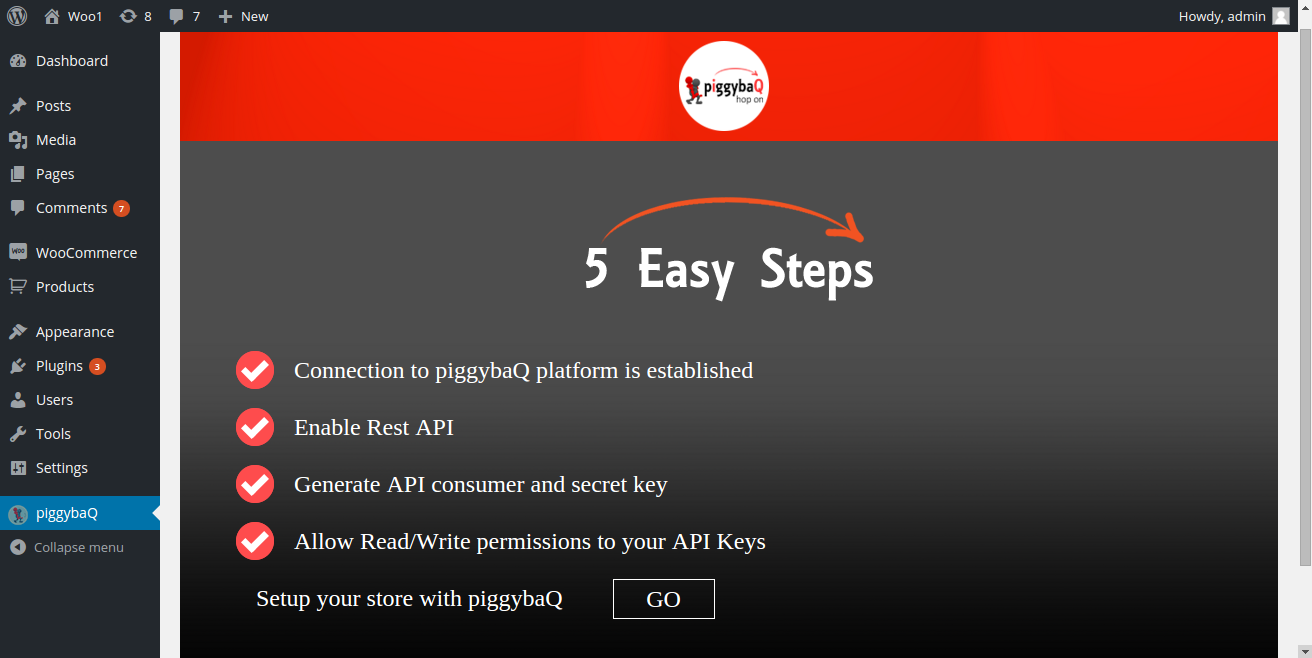 Woo1 8 7 New Howdy, admin
Dashboard
Posts
Media
Pages
Comments 7
WooCommerce
Products
Appearance
Plugins 3
Users
Tools
Settings
piggybaQ
Collapse menu
piggybaQ
hop on
5 Easy Steps
Connection to piggybaQ platform is established
Enable Rest API
Generate API consumer and secret key
Allow Read/Write permissions to your API Keys
Setup your store with piggybaQ GO